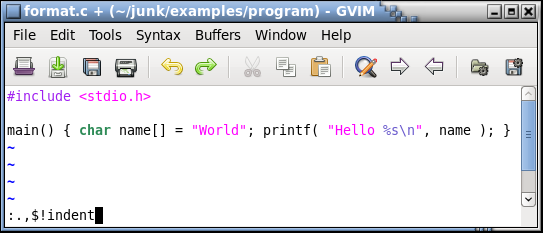 format.c + (~/junk/examples/program) - GVIM
File Edit Tools Syntax Buffers Window Help
#include <stdio.h>
main() { char name[] = "World"; printf( "Hello %s\n", name ); }
~
~
~
~
:.,$!indent